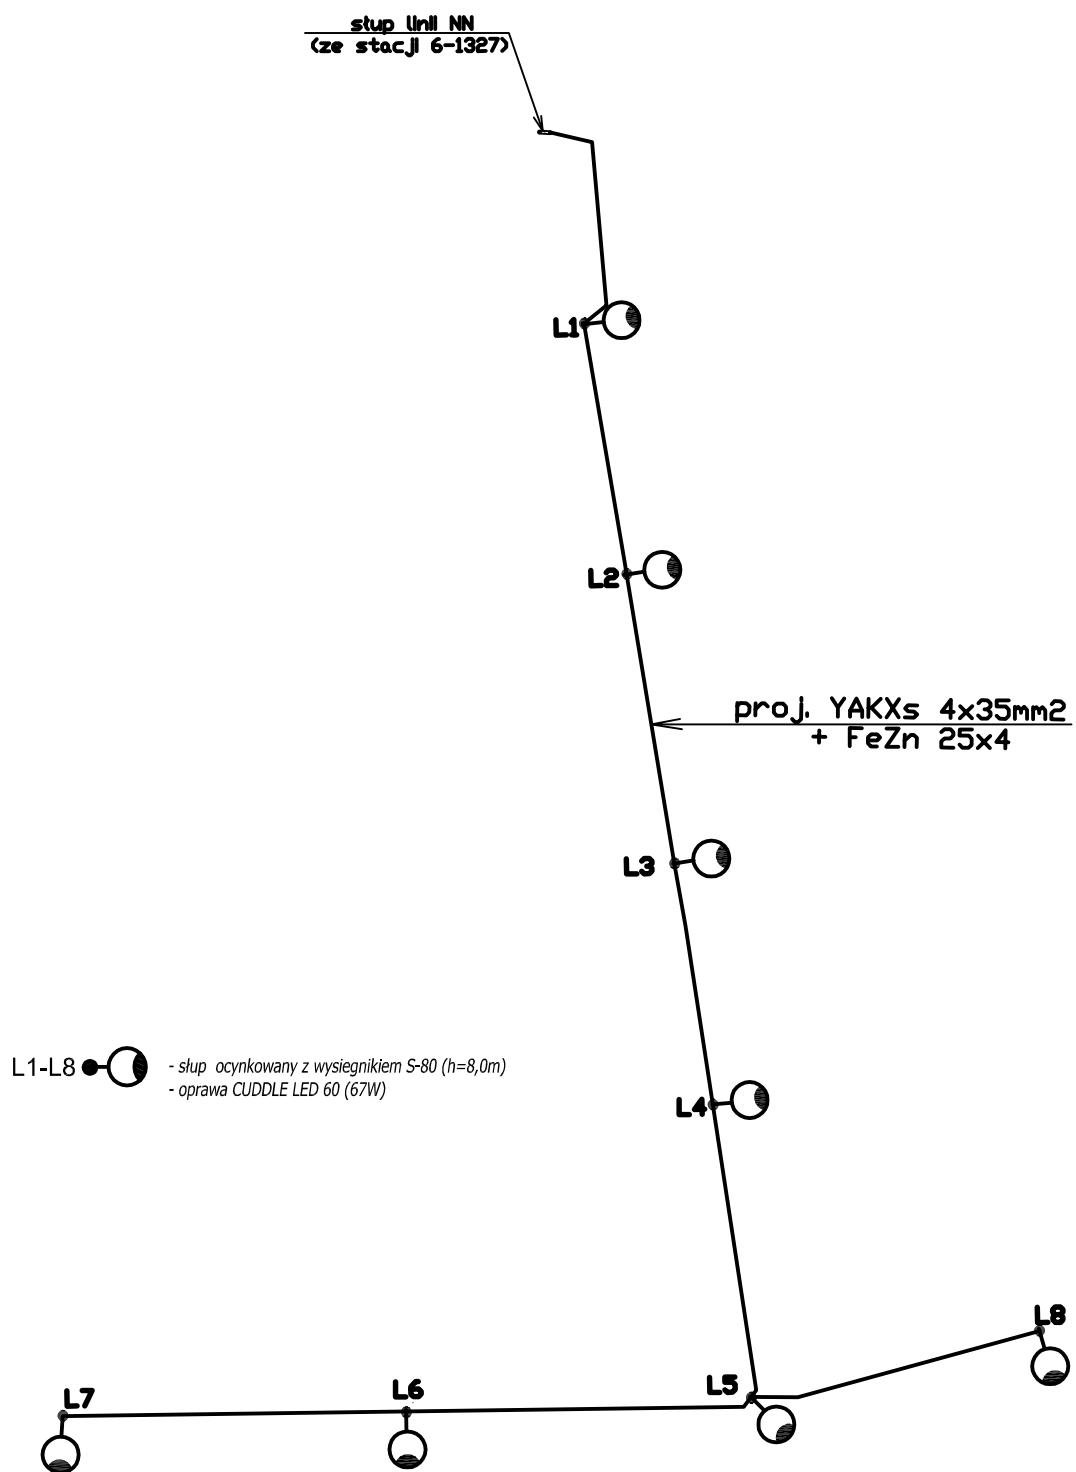 słup linii NN
(ze stacji 6-1327)
L1
L2
proj. YAKXs 4x35mm2
+ FeZn 25x4
L3
L1-L8
- słup ocynkowany z wysiegnikiem S-80 (h=8,0m)
- oprawa CUDDLE LED 60 (67W)
L4
L8
L5
L6
L7